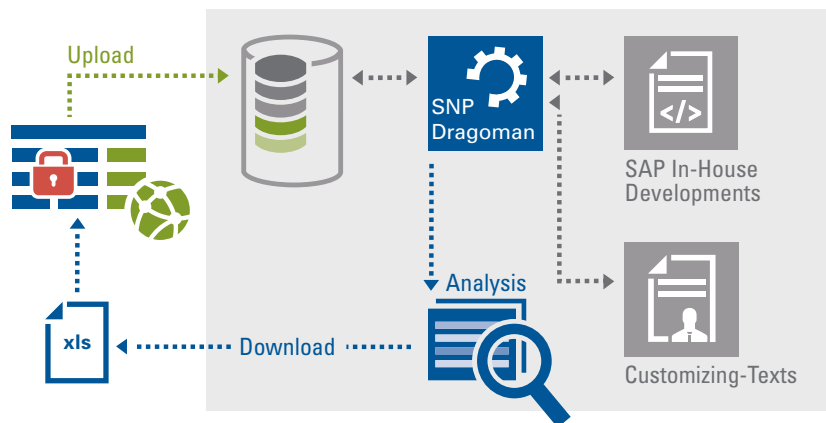 Upload
SNP
Dragoman
</>
SAP In-House
Developments
Analysis
xls
Download
Customizing-Texts